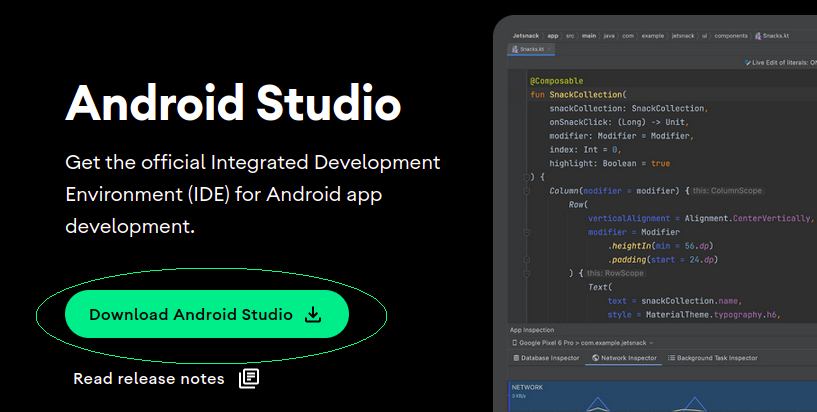 Android Studio
Get the official Integrated Development
Environment (IDE) for Android app
development.
Download Android Studio
Read release notes
Jetsnack app src main java com example jetsnack ui components Snacks.kt
Snacks.kt
Live Edit of literals: ON
@Composable
fun SnackCollection(
snackCollection: SnackCollection,
onSnackClick: (Long) -> Unit,
modifier: Modifier = Modifier,
index: Int = 0,
highlight: Boolean = true
) {
Column(modifier = modifier) { this: ColumnScope
Row(
verticalAlignment = Alignment.CenterVertically,
modifier = Modifier
.heightIn(min = 56.dp)
.padding(start = 24.dp)
) { this: RowScope
Text(
text = snackCollection.name,
style = MaterialTheme.typography.h6,
App Inspection
Google Pixel 6 Pro > com.example.jetsnack
Database Inspector Network Inspector Background Task Inspector
NETWORK